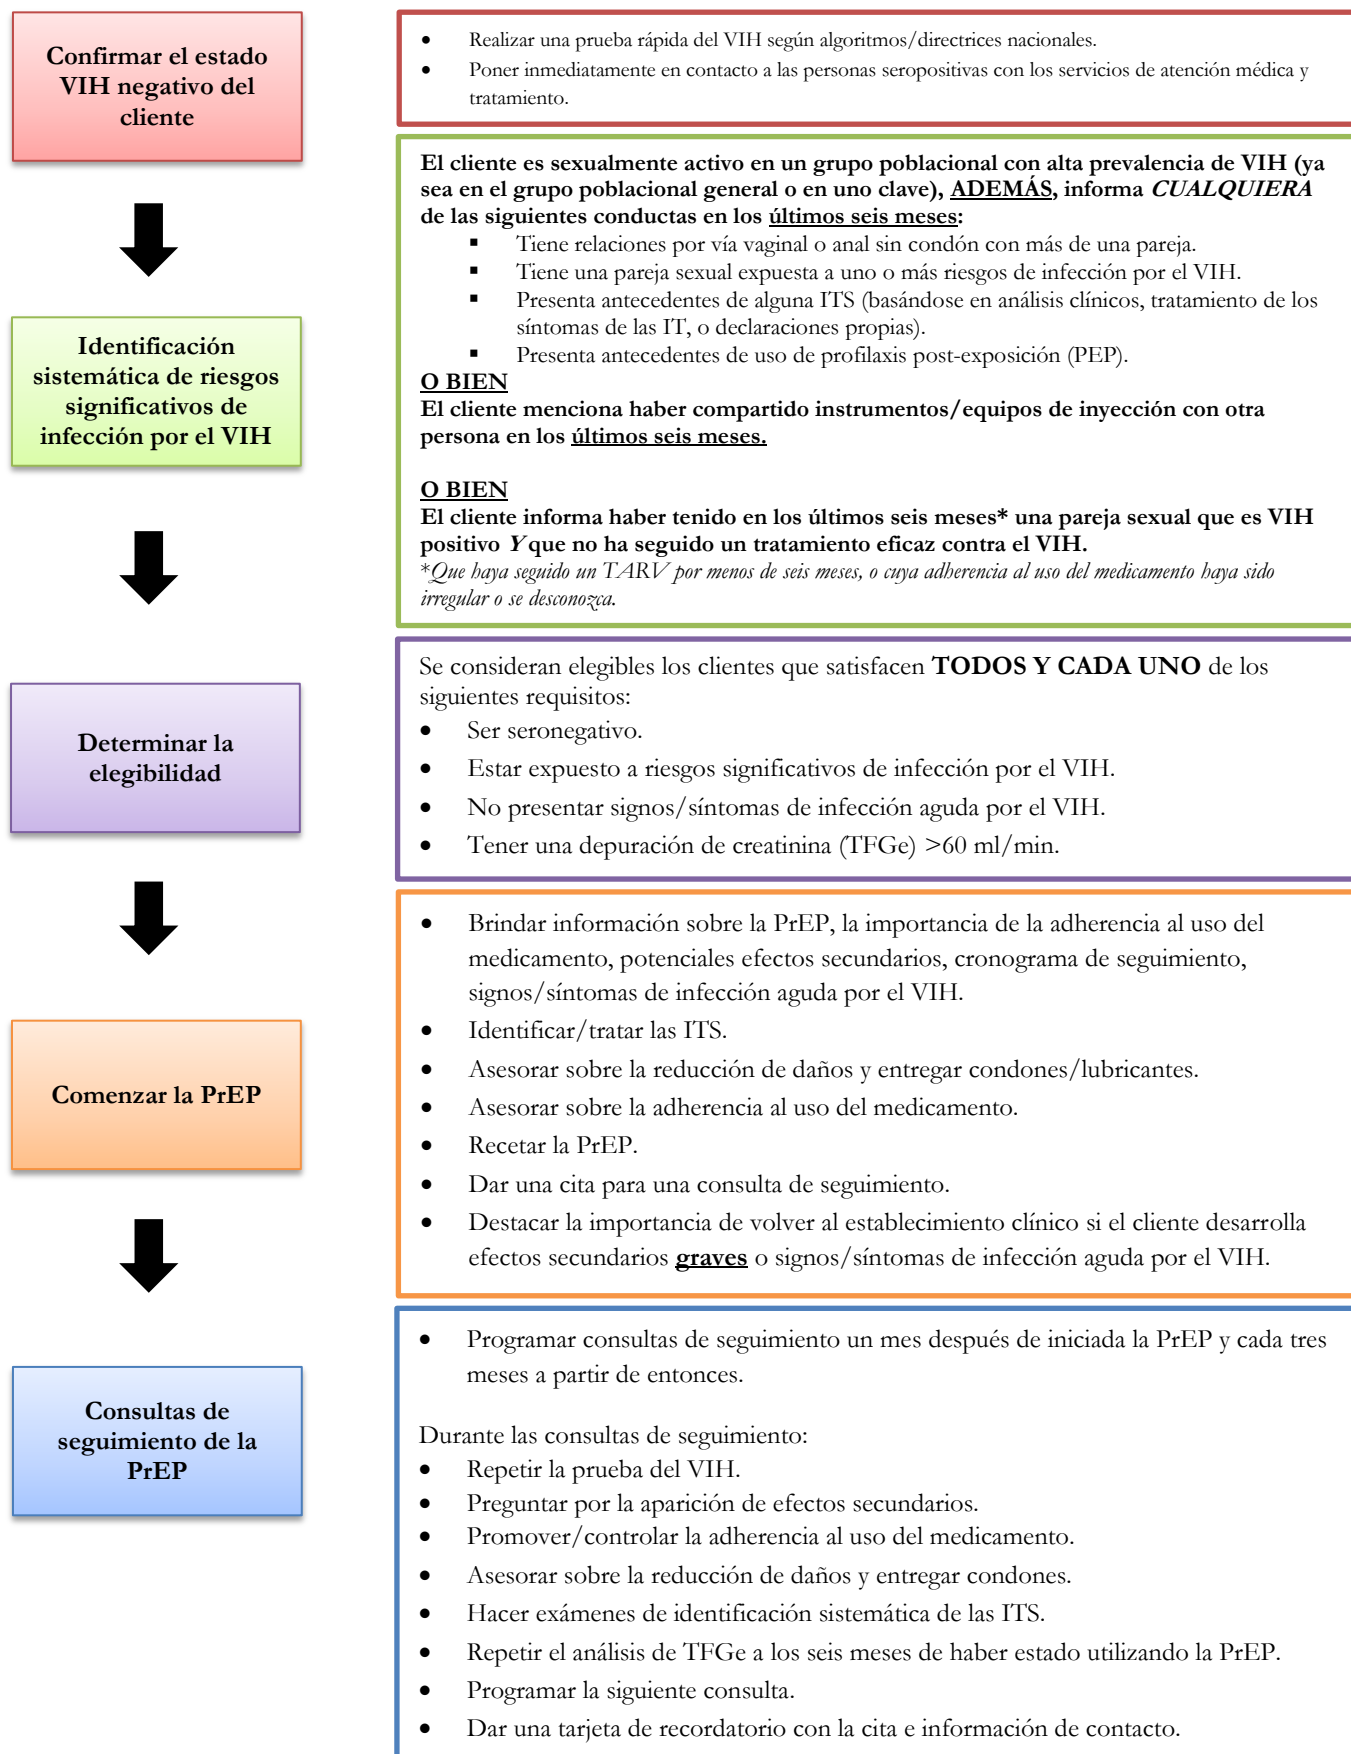 Confirmar el estado
VIH negativo del
cliente
• Realizar una prueba rápida del VIH según algoritmos/directrices nacionales.
• Poner inmediatamente en contacto a las personas seropositivas con los servicios de atención médica y
tratamiento.
Identificación
sistemática de riesgos
significativos de
infección por el VIH
El cliente es sexualmente activo en un grupo poblacional con alta prevalencia de VIH (ya
sea en el grupo poblacional general o en uno clave), ADEMÁS, informa CUALQUIERA
de las siguientes conductas en los últimos seis meses:
▪ Tiene relaciones por vía vaginal o anal sin condón con más de una pareja.
▪ Tiene una pareja sexual expuesta a uno o más riesgos de infección por el VIH.
▪ Presenta antecedentes de alguna ITS (basándose en análisis clínicos, tratamiento de los
síntomas de las IT, o declaraciones propias).
▪ Presenta antecedentes de uso de profilaxis post-exposición (PEP).
O BIEN
El cliente menciona haber compartido instrumentos/equipos de inyección con otra
persona en los últimos seis meses.
O BIEN
El cliente informa haber tenido en los últimos seis meses* una pareja sexual que es VIH
positivo Y que no ha seguido un tratamiento eficaz contra el VIH.
*Que haya seguido un TARV por menos de seis meses, o cuya adherencia al uso del medicamento haya sido
irregular o se desconozca.
Determinar la
elegibilidad
Se consideran elegibles los clientes que satisfacen TODOS Y CADA UNO de los
siguientes requisitos:
• Ser seronegativo.
• Estar expuesto a riesgos significativos de infección por el VIH.
• No presentar signos/síntomas de infección aguda por el VIH.
• Tener una depuración de creatinina (TFGe) >60 ml/min.
Comenzar la PrEP
• Brindar información sobre la PrEP, la importancia de la adherencia al uso del
medicamento, potenciales efectos secundarios, cronograma de seguimiento,
signos/síntomas de infección aguda por el VIH.
• Identificar/tratar las ITS.
• Asesorar sobre la reducción de daños y entregar condones/lubricantes.
• Asesorar sobre la adherencia al uso del medicamento.
• Recetar la PrEP.
• Dar una cita para una consulta de seguimiento.
• Destacar la importancia de volver al establecimiento clínico si el cliente desarrolla
efectos secundarios graves o signos/síntomas de infección aguda por el VIH.
Consultas de
seguimiento de la
PrEP
• Programar consultas de seguimiento un mes después de iniciada la PrEP y cada tres
meses a partir de entonces.
Durante las consultas de seguimiento:
• Repetir la prueba del VIH.
• Preguntar por la aparición de efectos secundarios.
• Promover/controlar la adherencia al uso del medicamento.
• Asesorar sobre la reducción de daños y entregar condones.
• Hacer exámenes de identificación sistemática de las ITS.
• Repetir el análisis de TFGe a los seis meses de haber estado utilizando la PrEP.
• Programar la siguiente consulta.
• Dar una tarjeta de recordatorio con la cita e información de contacto.